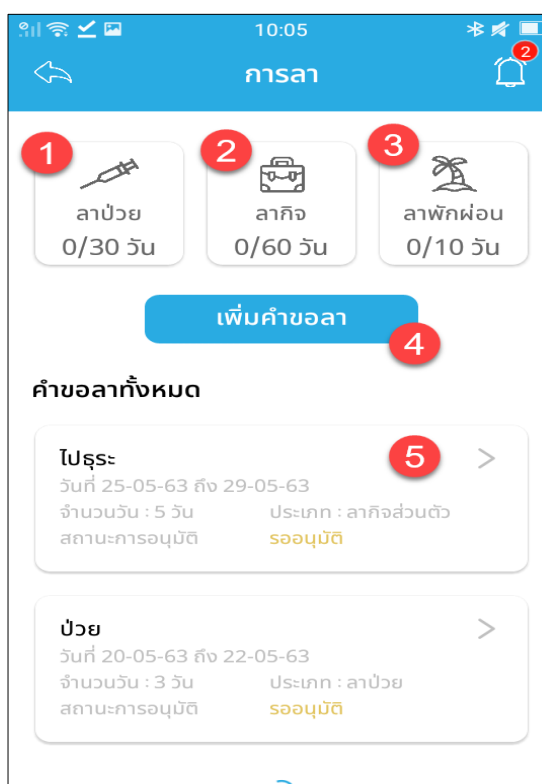 10:05
2
การลา
1
2
3
ลาป่วย
ลากิจ
ลาพักผ่อน
0/30 วัน
0/60 วัน
0/10 วัน
เพิ่มคำขอลา
4
คำขอลาทั้งหมด
ไปธุระ
5
วันที่ 25-05-63 ถึง 29-05-63
จำนวนวัน : 5 วัน ประเภท : ลากิจส่วนตัว
สถานะการอนุมัติ รออนุมัติ
ป่วย
วันที่ 20-05-63 ถึง 22-05-63
จำนวนวัน : 3 วัน ประเภท : ลาป่วย
สถานะการอนุมัติ รออนุมัติ